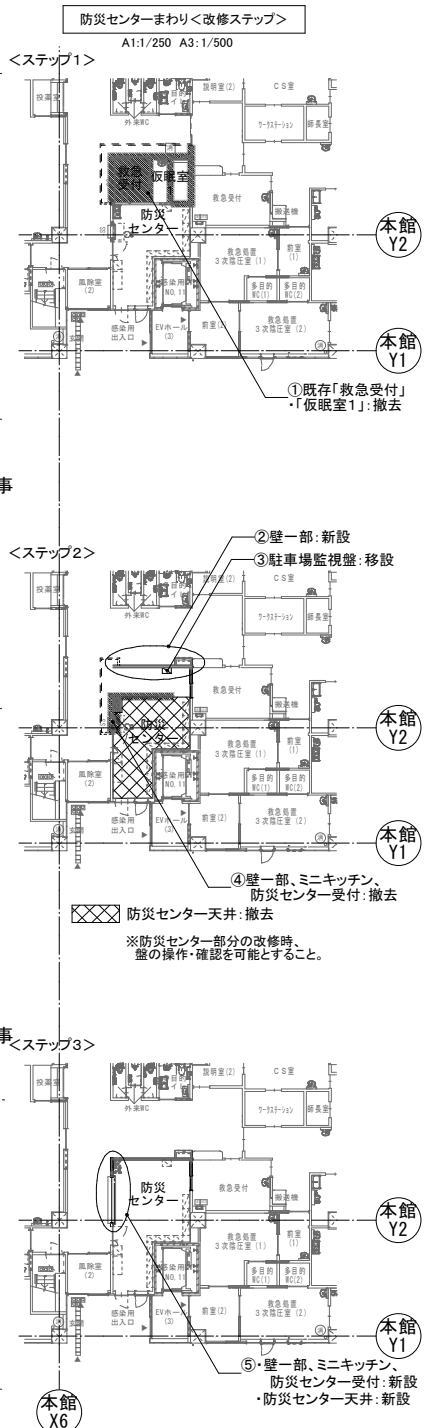 防災センターまわり<改修ステップ>
A1:1/250 A3:1/500
<ステップ1>
投薬室
外来WC
説明室(2)
CS室
ワークステーション
師長室
救急
受付
仮眠室
1
防災
センター
救急受付
搬送機
救急処置
3次陰圧室(1)
前室
(1)
感染用
NO.11
多目的
WC(1)
多目的
WC(2)
風除室
(2)
感染用
出入口
EVホール
(3)
前室(2)
救急処置
3次陰圧室(2)
本館
Y2
本館
Y1
①既存「救急受付」
・「仮眠室1」:撤去
事
<ステップ2>
②壁一部:新設
③駐車場監視盤:移設
投薬室
外来WC
説明室(2)
CS室
ワークステーション
師長室
防災
センター
救急受付
搬送機
救急処置
3次陰圧室(1)
前室
(1)
感染用
NO.11
多目的
WC(1)
多目的
WC(2)
風除室
(2)
感染用
出入口
EVホール
(3)
前室(2)
救急処置
3次陰圧室(2)
本館
Y2
本館
Y1
④壁一部、ミニキッチン、
防災センター受付:撤去
防災センター天井:撤去
※防災センター部分の改修時、
盤の操作・確認を可能とすること。
事
<ステップ3>
投薬室
外来WC
説明室(2)
CS室
ワークステーション
師長室
防災
センター
救急受付
搬送機
救急処置
3次陰圧室(1)
前室
(1)
感染用
NO.11
多目的
WC(1)
多目的
WC(2)
風除室
(2)
感染用
出入口
EVホール
(3)
前室(2)
救急処置
3次陰圧室(2)
本館
Y2
本館
Y1
⑤・壁一部、ミニキッチン、
防災センター受付:新設
・防災センター天井:新設
本館
X6